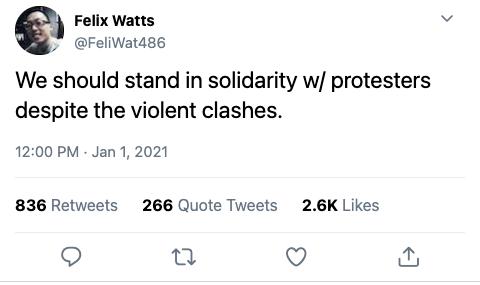 Felix Watts
@FeliWat486
We should stand in solidarity w/ protesters
despite the violent clashes.
12:00 PM · Jan 1, 2021
836 Retweets 266 Quote Tweets 2.6K Likes